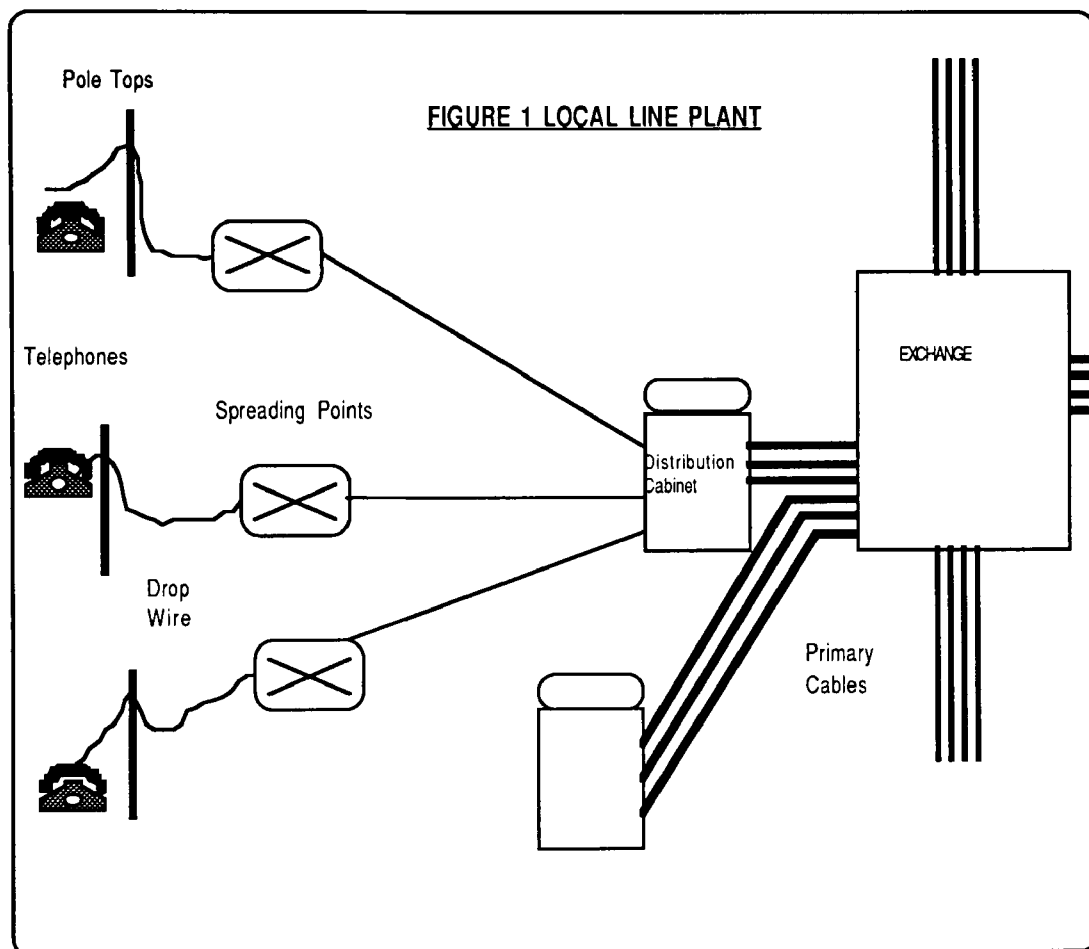 Pole Tops
FIGURE 1 LOCAL LINE PLANT
EXCHANGE
Telephones
Spreading Points
Distribution
Cabinet
Drop
Wire
Primary
Cables